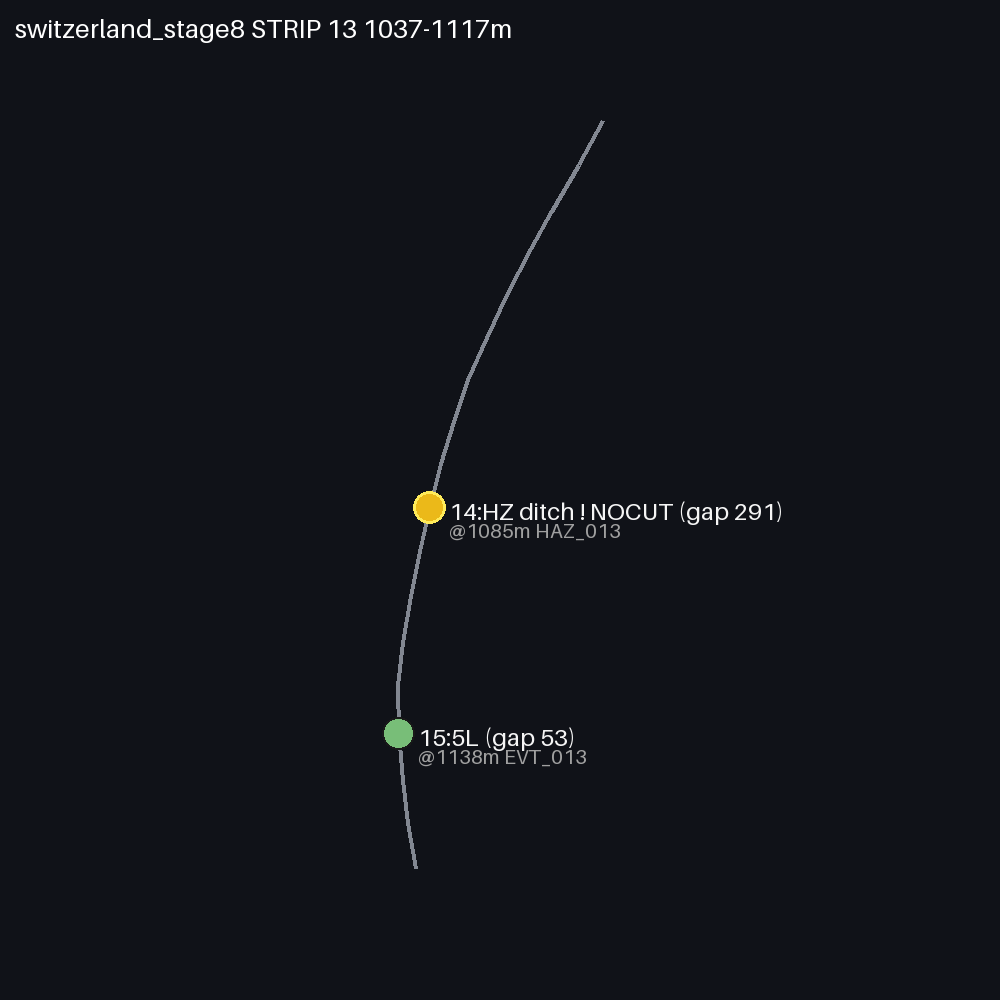 switzerland_stage8 STRIP 13 1037-1117m
14:HZ ditch ! NOCUT (gap 291)
@1085m HAZ_013
15:5L (gap 53)
@1138m EVT_013